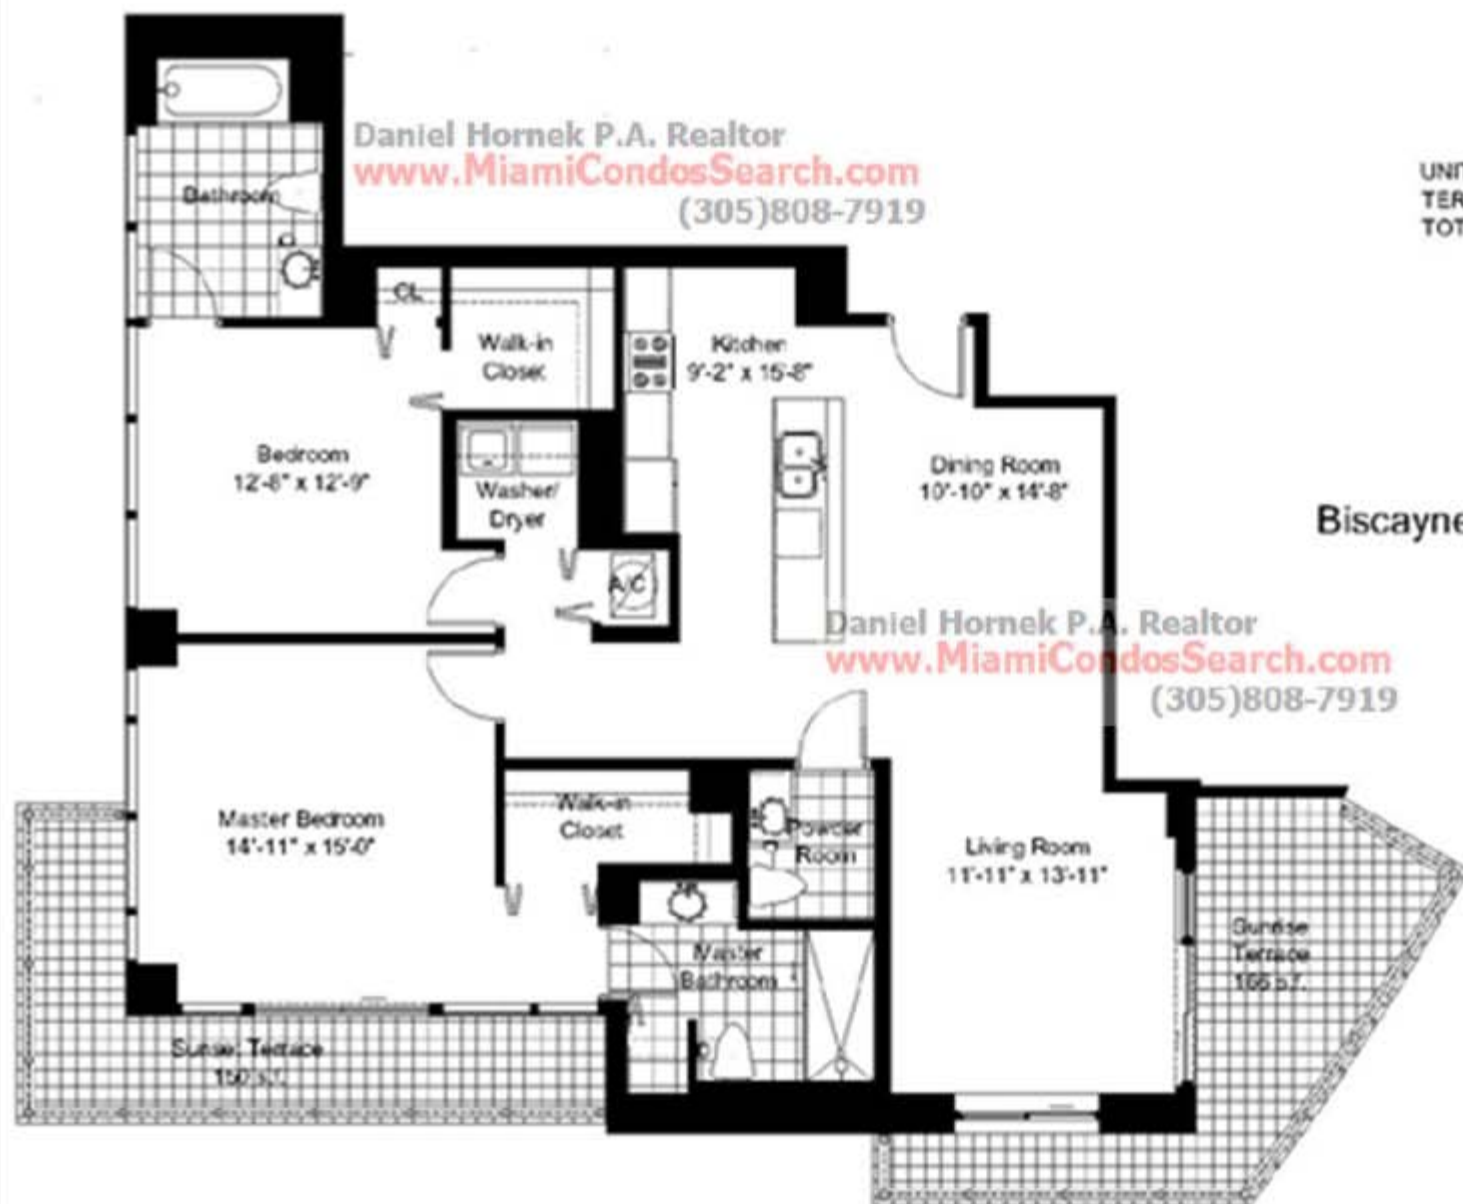 Daniel Hornek P.A. Realtor
www.MiamiCondosSearch.com
(305)808-7919
UNI
TER
TOT
Bathroom
CL
Walk-in
Closet
Kitchen
9'-2" x 15'-8"
Bedroom
12'-8" x 12'-9"
Washer/
Dryer
Dining Room
10'-10" x 14'-8"
Biscayne
A/C
Daniel Hornek P.A. Realtor
www.MiamiCondosSearch.com
(305)808-7919
Master Bedroom
14'-11" x 15'-0"
Walk-in
Closet
Powder
Room
Living Room
11'-11" x 13'-11"
Sunrise
Terrace
Master
Bathroom
Sunset Terrace